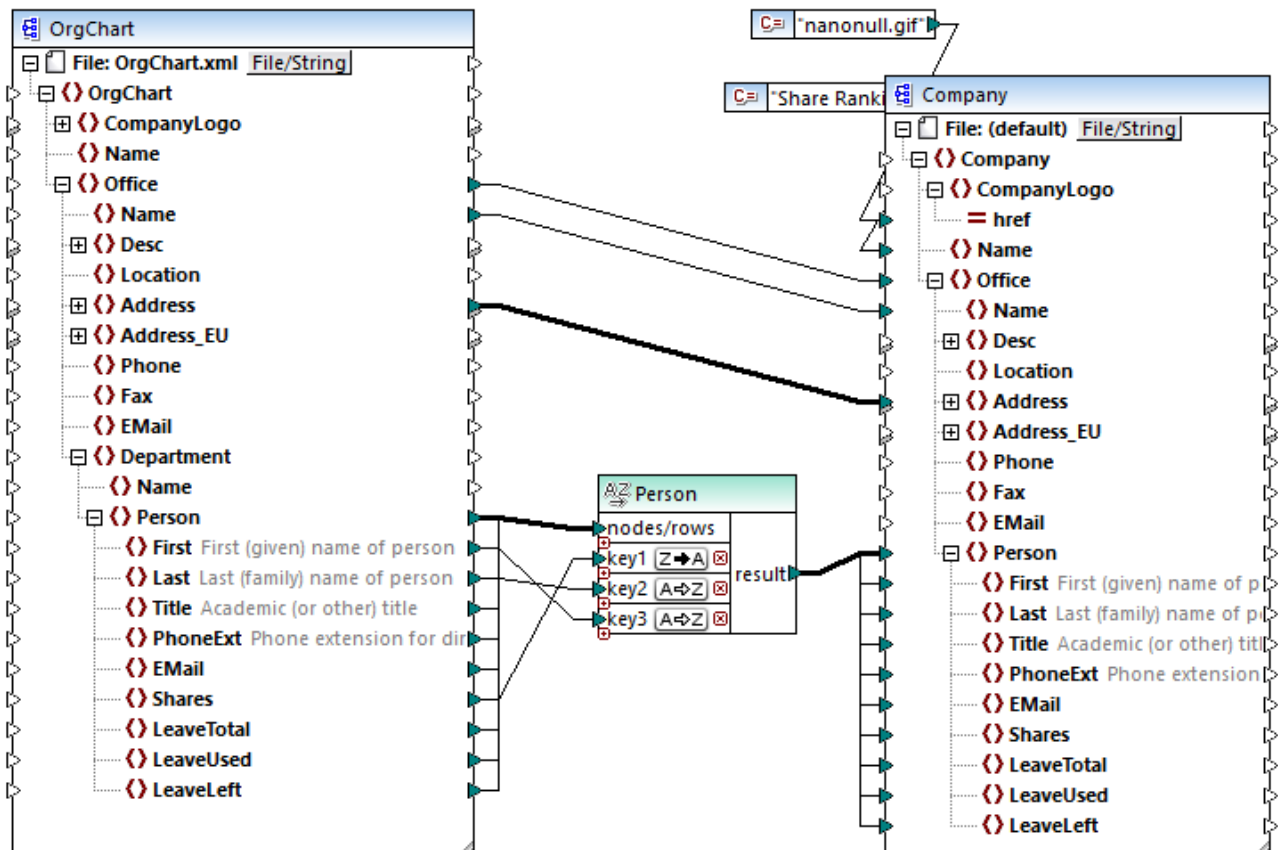 OrgChart
File: OrgChart.xml File/String
OrgChart
CompanyLogo
Name
Office
Name
Desc
Location
Address
Address_EU
Phone
Fax
EMail
Department
Name
Person
First First (given) name of person
Last Last (family) name of person
Title Academic (or other) title
PhoneExt Phone extension for dir
EMail
Shares
LeaveTotal
LeaveUsed
LeaveLeft
C= "nanonull.gif"
C= "Share Ranki
AZ Person
nodes/rows
key1 Z➔A
key2 A⇨Z
key3 A⇨Z
result
Company
File: (default) File/String
Company
CompanyLogo
= href
Name
Office
Name
Desc
Location
Address
Address_EU
Phone
Fax
EMail
Person
First First (given) name of p
Last Last (family) name of p
Title Academic (or other) titl
PhoneExt Phone extension
EMail
Shares
LeaveTotal
LeaveUsed
LeaveLeft